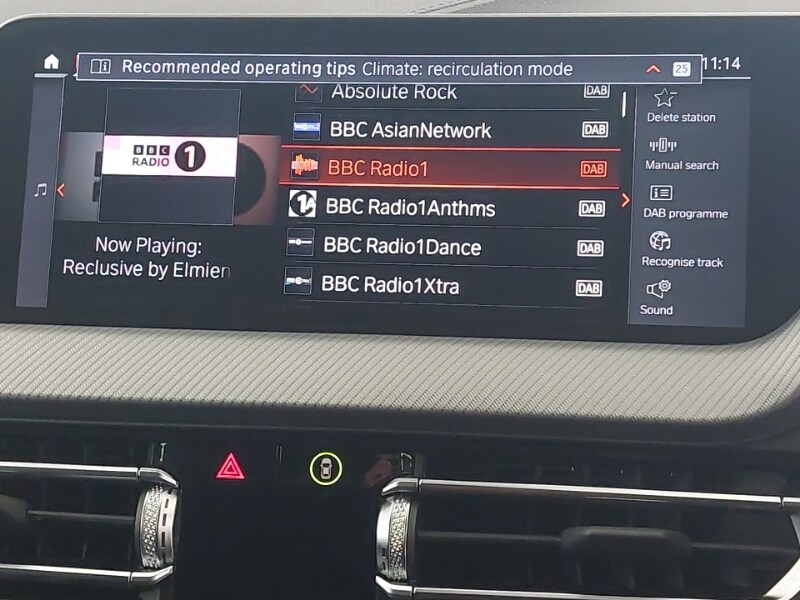 Recommended operating tips Climate: recirculation mode
25
11:14
BBC
RADIO 1
Now Playing:
Reclusive by Elmien
Absolute Rock DAB
BBC AsianNetwork DAB
BBC Radio1 DAB
BBC Radio1Anthms DAB
BBC Radio1Dance DAB
BBC Radio1Xtra DAB
Delete station
Manual search
DAB programme
Recognise track
Sound